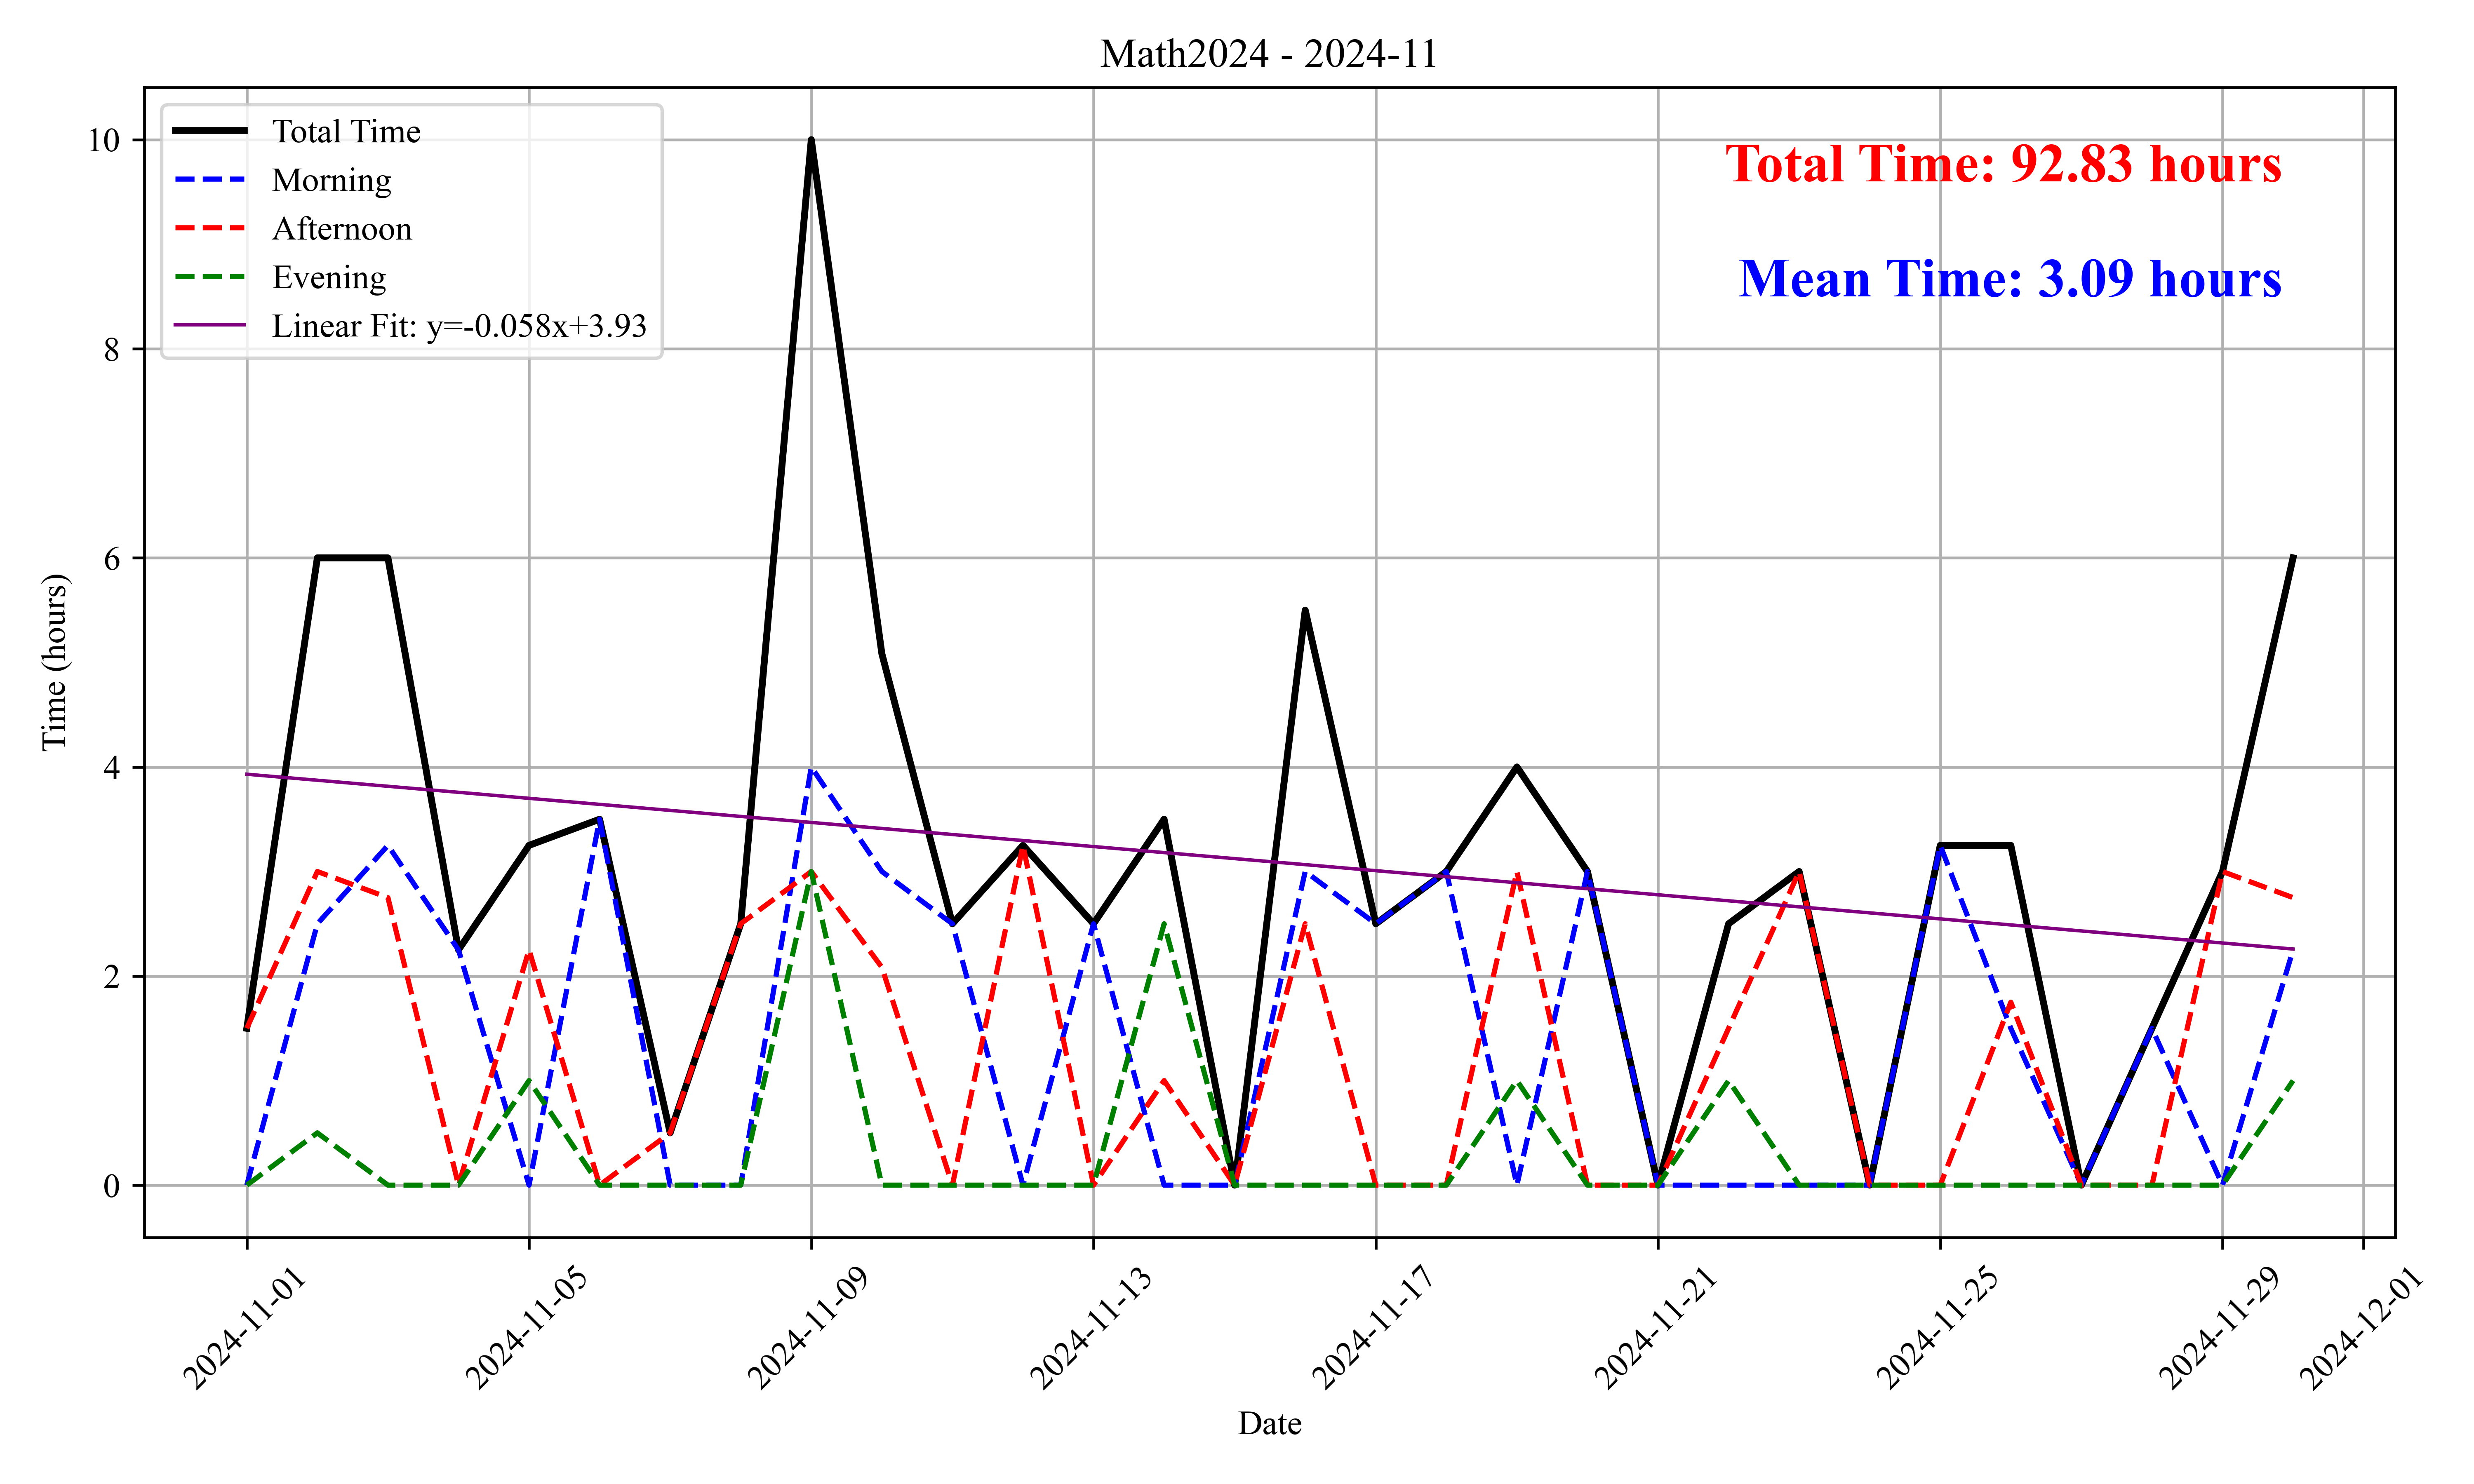 Math2024 - 2024-11
Total Time
Morning
Afternoon
Evening
Linear Fit: y=-0.058x+3.93
Total Time: 92.83 hours
Mean Time: 3.09 hours
Time (hours)
10
8
6
4
2
0
2024-11-01
2024-11-05
2024-11-09
2024-11-13
2024-11-17
2024-11-21
2024-11-25
2024-11-29
2024-12-01
Date